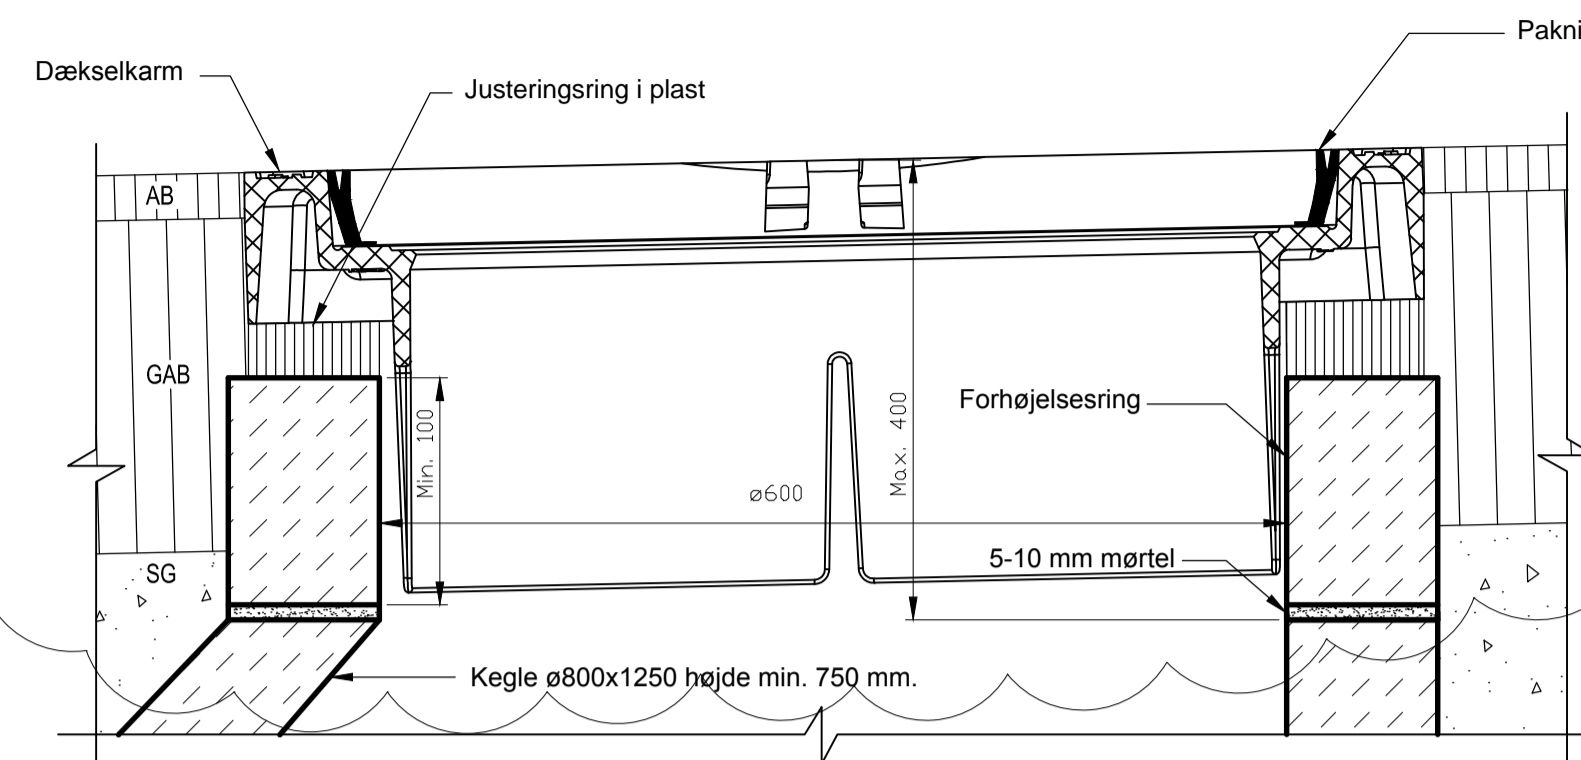 Pakni
Dækselkarm
Justeringsring i plast
AB
GAB
Min. 100
Max. 400
Forhøjelsesring
ø600
5-10 mm mørtel
SG
Kegle ø800x1250 højde min. 750 mm.